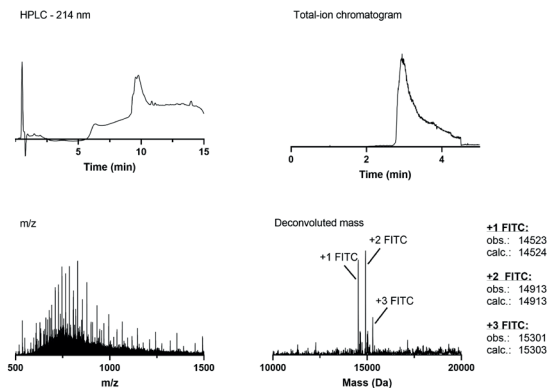 HPLC - 214 nm
Total-ion chromatogram
5
10
15
Time (min)
0
2
4
Time (min)
m/z
Deconvoluted mass
+1 FITC
+2 FITC
+3 FITC
+1 FITC:
obs.: 14523
calc.: 14524
+2 FITC:
obs.: 14913
calc.: 14913
+3 FITC:
obs.: 15301
calc.: 15303
500
1000
1500
m/z
10000
15000
20000
Mass (Da)